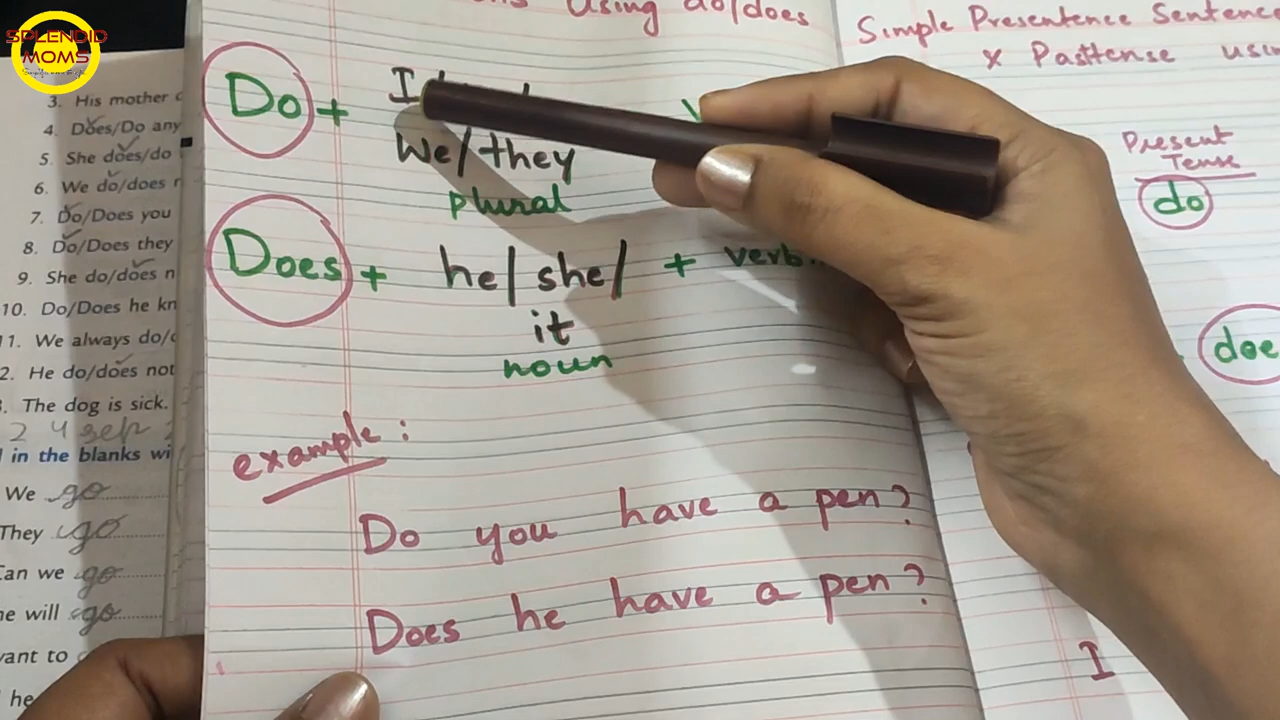 SPLENDID
MOMS
3. His mother
4. Does/Do any
5. She does/do
6. We do/does
7. Do/Does you
8. Do/Does they
9. She do/does
10. Do/Does he
11. We always do/
2. He do/does not
The dog is sick.
2 4 sep
in the blanks
We go
They go
Can we go
will go
to
he
using do/does
Do + I
We/they
plural
Does + he/ she/ + verb
it
noun
example:
Do you have a pen?
Does he have a pen?
Simple Presentence Sentence
x Pasttense
Present
Tense
do
I